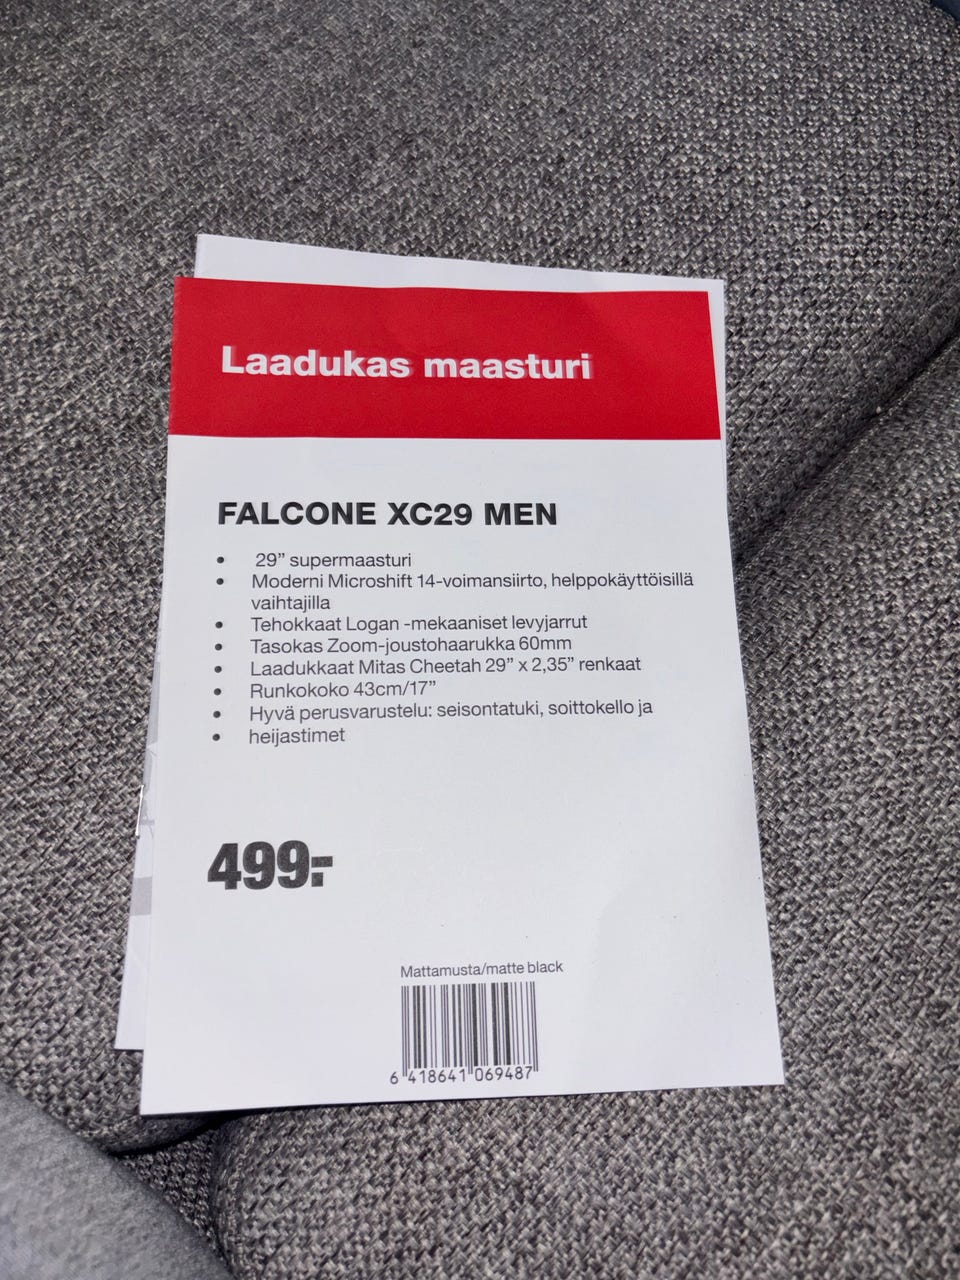 Laadukas maasturi
FALCONE XC29 MEN
• 29” supermaasturi
• Moderni Microshift 14-voimansiirto, helppokäyttöisillä
vaihtajilla
• Tehokkaat Logan -mekaaniset levyjarrut
• Tasokas Zoom-joustohaarukka 60mm
• Laadukkaat Mitas Cheetah 29” x 2,35” renkaat
• Runkokoko 43cm/17”
• Hyvä perusvarustelu: seisontatuki, soittokello ja
• heijastimet
499:-
Mattamusta/matte black
6 418641 069487